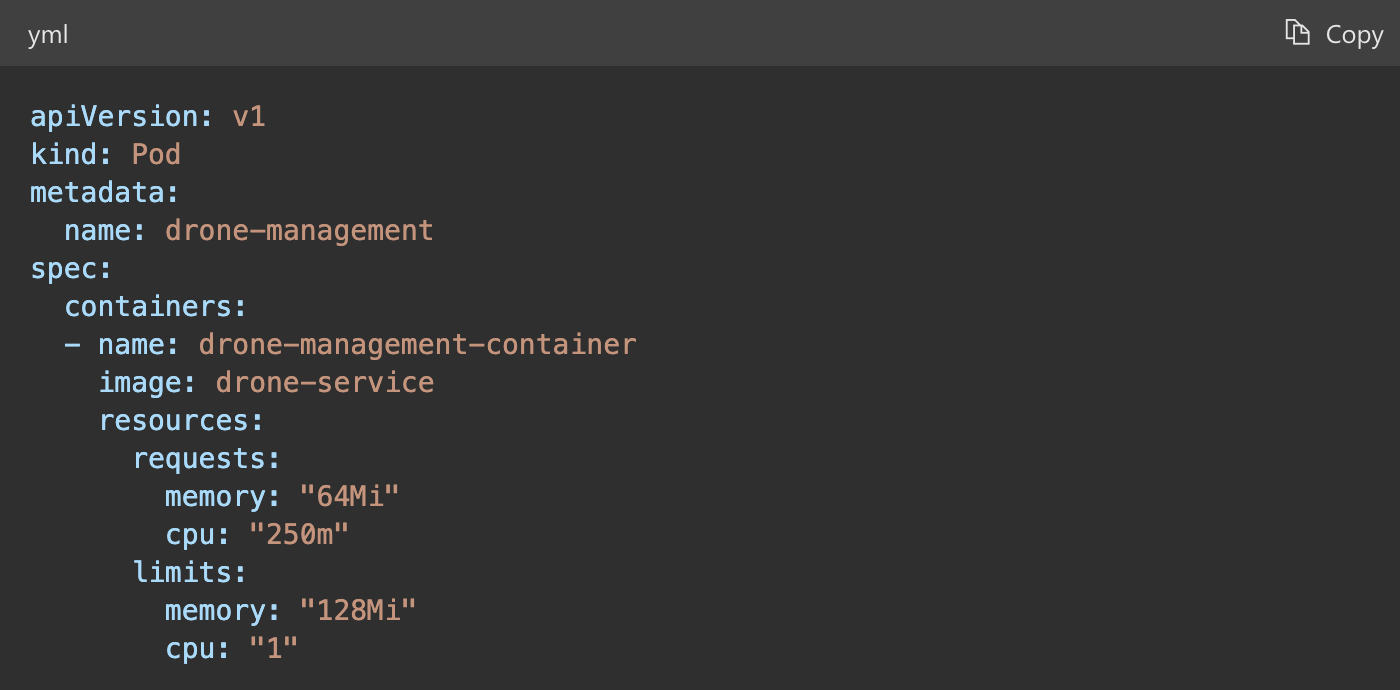 yml
Copy
apiVersion: v1
kind: Pod
metadata:
  name: drone-management
spec:
  containers:
  - name: drone-management-container
    image: drone-service
    resources:
      requests:
        memory: "64Mi"
        cpu: "250m"
      limits:
        memory: "128Mi"
        cpu: "1"